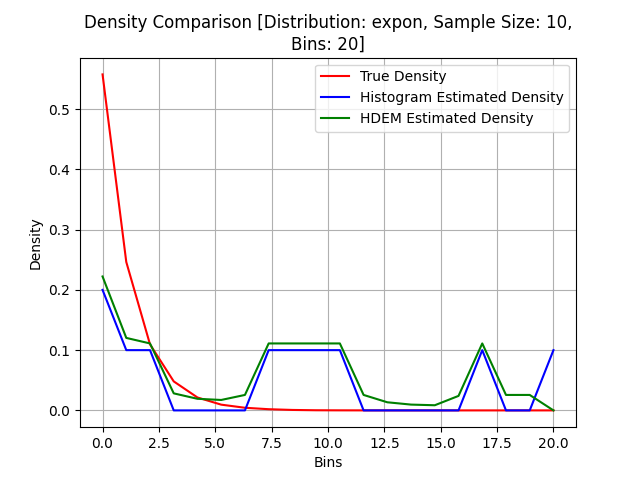 Density Comparison [Distribution: expon, Sample Size: 10,
Bins: 20]
True Density
Histogram Estimated Density
HDEM Estimated Density
Density
0.5
0.4
0.3
0.2
0.1
0.0
0.0 2.5 5.0 7.5 10.0 12.5 15.0 17.5 20.0
Bins